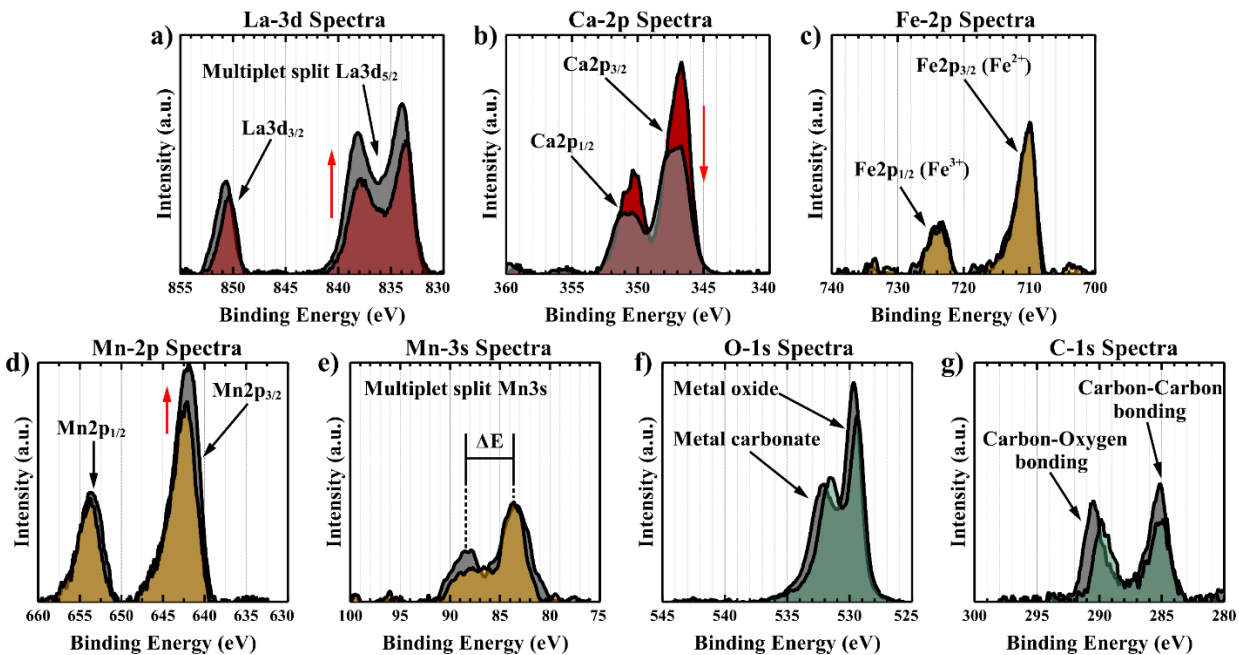 La-3d Spectra
a)
Multiplet split La3d5/2
La3d3/2
Intensity (a.u.)
855 850 845 840 835 830
Binding Energy (eV)
Ca-2p Spectra
b)
Ca2p3/2
Ca2p1/2
Intensity (a.u.)
360 355 350 345 340
Binding Energy (eV)
Fe-2p Spectra
c)
Fe2p3/2 (Fe2+)
Fe2p1/2 (Fe3+)
Intensity (a.u.)
740 730 720 710 700
Binding Energy (eV)
Mn-2p Spectra
d)
Mn2p3/2
Mn2p1/2
Intensity (a.u.)
660 655 650 645 640 635 630
Binding Energy (eV)
Mn-3s Spectra
e)
Multiplet split Mn3s
ΔE
Intensity (a.u.)
100 95 90 85 80 75
Binding Energy (eV)
O-1s Spectra
f)
Metal oxide
Metal carbonate
Intensity (a.u.)
545 540 535 530 525
Binding Energy (eV)
C-1s Spectra
g)
Carbon-Carbon
bonding
Carbon-Oxygen
bonding
Intensity (a.u.)
300 295 290 285 280
Binding Energy (eV)